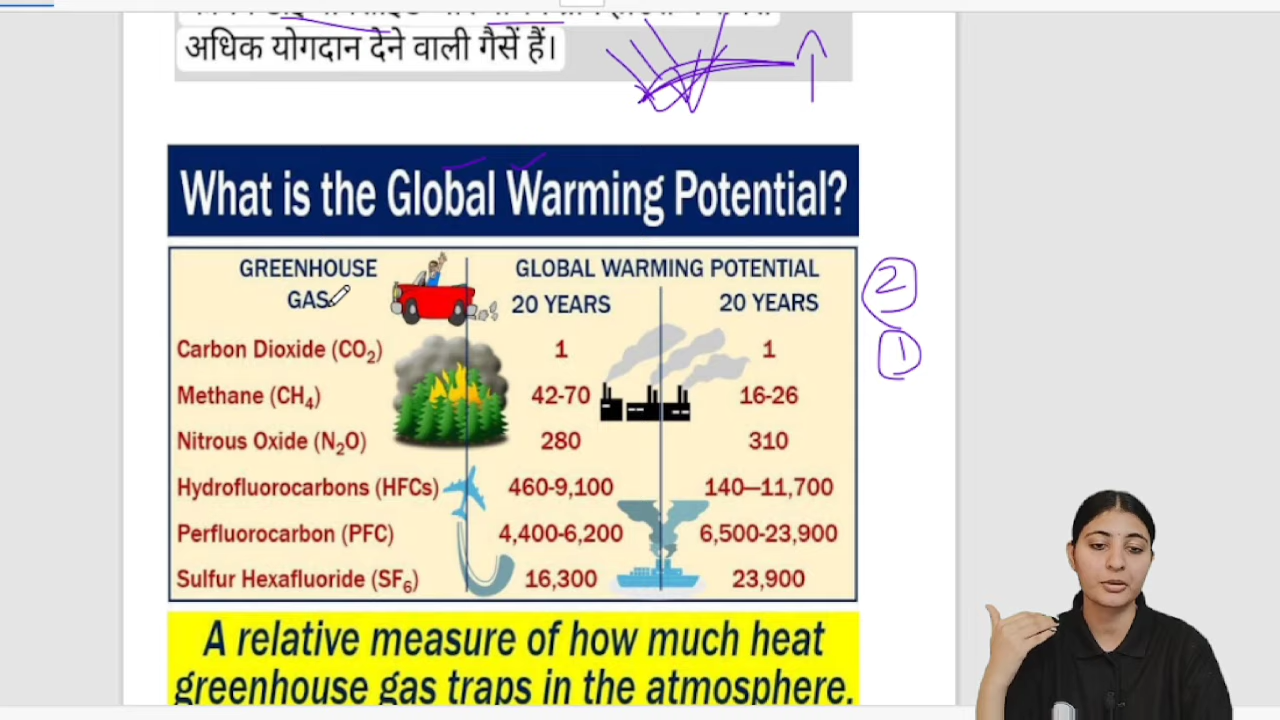 अधिक योगदान देने वाली गैसें हैं।
What is the Global Warming Potential?
GREENHOUSE GAS
GLOBAL WARMING POTENTIAL
20 YEARS 20 YEARS
Carbon Dioxide (CO₂) 1 1
Methane (CH₄) 42-70 16-26
Nitrous Oxide (N₂O) 280 310
Hydrofluorocarbons (HFCs) 460-9,100 140—11,700
Perfluorocarbon (PFC) 4,400-6,200 6,500-23,900
Sulfur Hexafluoride (SF₆) 16,300 23,900
2
1
A relative measure of how much heat
greenhouse gas traps in the atmosphere.